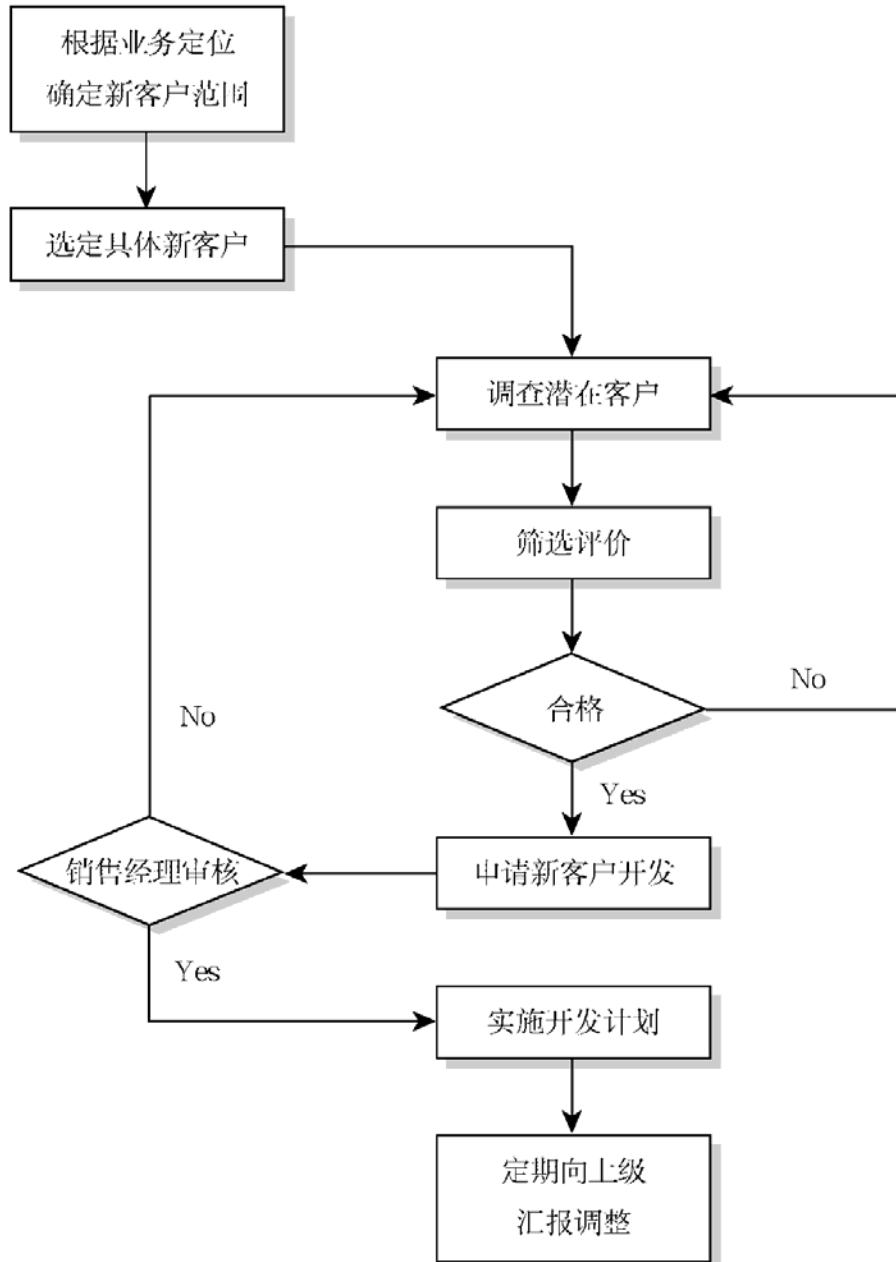 根据业务定位
确定新客户范围
选定具体新客户
调查潜在客户
筛选评价
合格
No
No
Yes
销售经理审核
申请新客户开发
Yes
实施开发计划
定期向上级
汇报调整